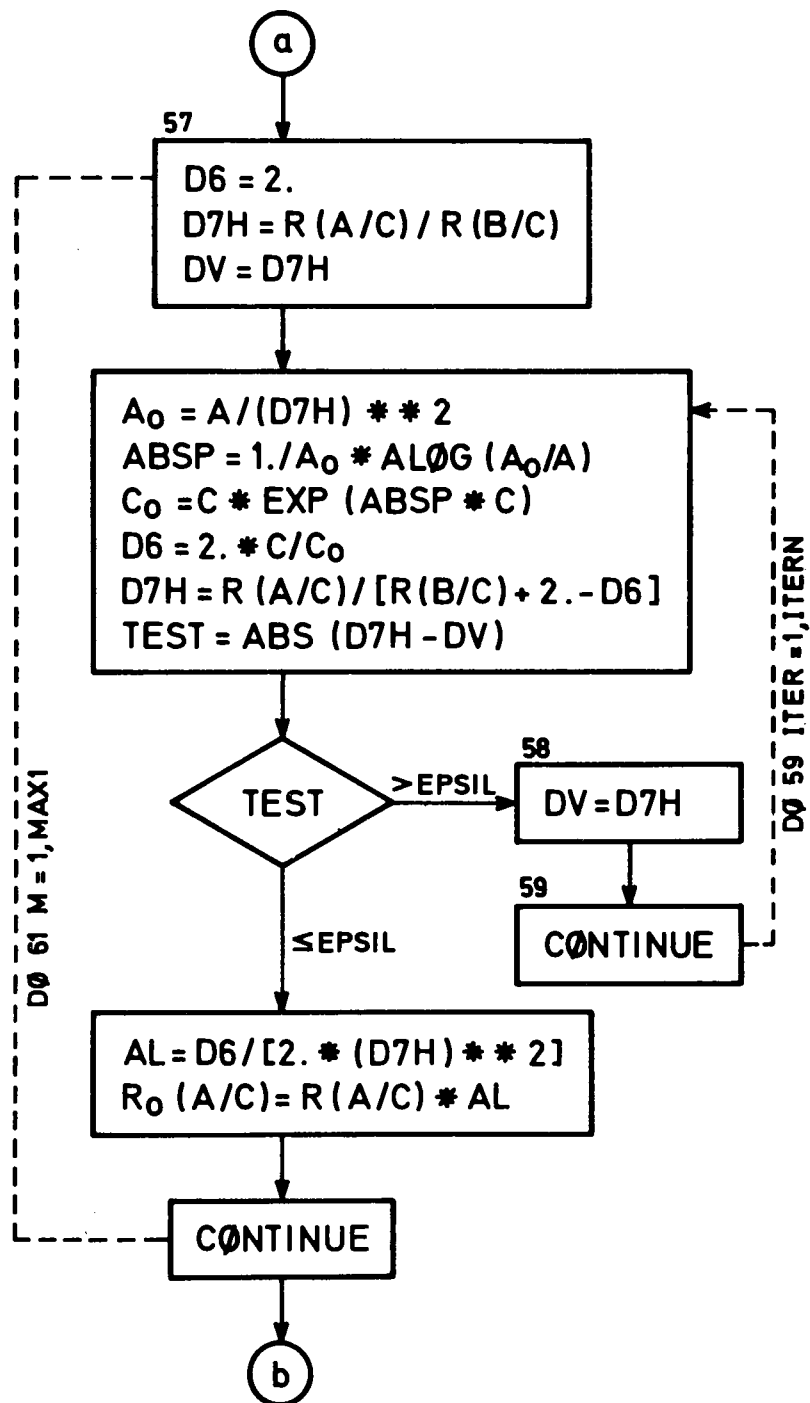 a
57
D6 = 2.
D7H = R (A/C) / R (B/C)
DV = D7H
A₀ = A/(D7H) ** 2
ABSP = 1./A₀ * ALØG (A₀/A)
C₀ = C * EXP (ABSP * C)
D6 = 2. * C/C₀
D7H = R (A/C) / [R(B/C) + 2. - D6]
TEST = ABS (D7H - DV)
DØ 59 ITER = 1, ITERN
TEST
>EPSIL
58
DV = D7H
59
CØNTINUE
≤EPSIL
DØ 61 M = 1, MAX1
AL = D6/[2. * (D7H) ** 2]
R₀ (A/C) = R (A/C) * AL
CØNTINUE
b